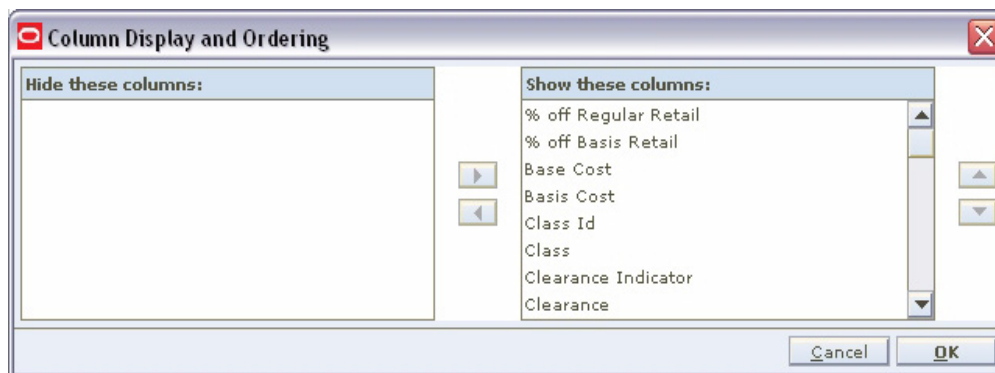 Column Display and Ordering
Hide these columns:
Show these columns:
% off Regular Retail
% off Basis Retail
Base Cost
Basis Cost
Class Id
Class
Clearance Indicator
Clearance
Cancel
OK